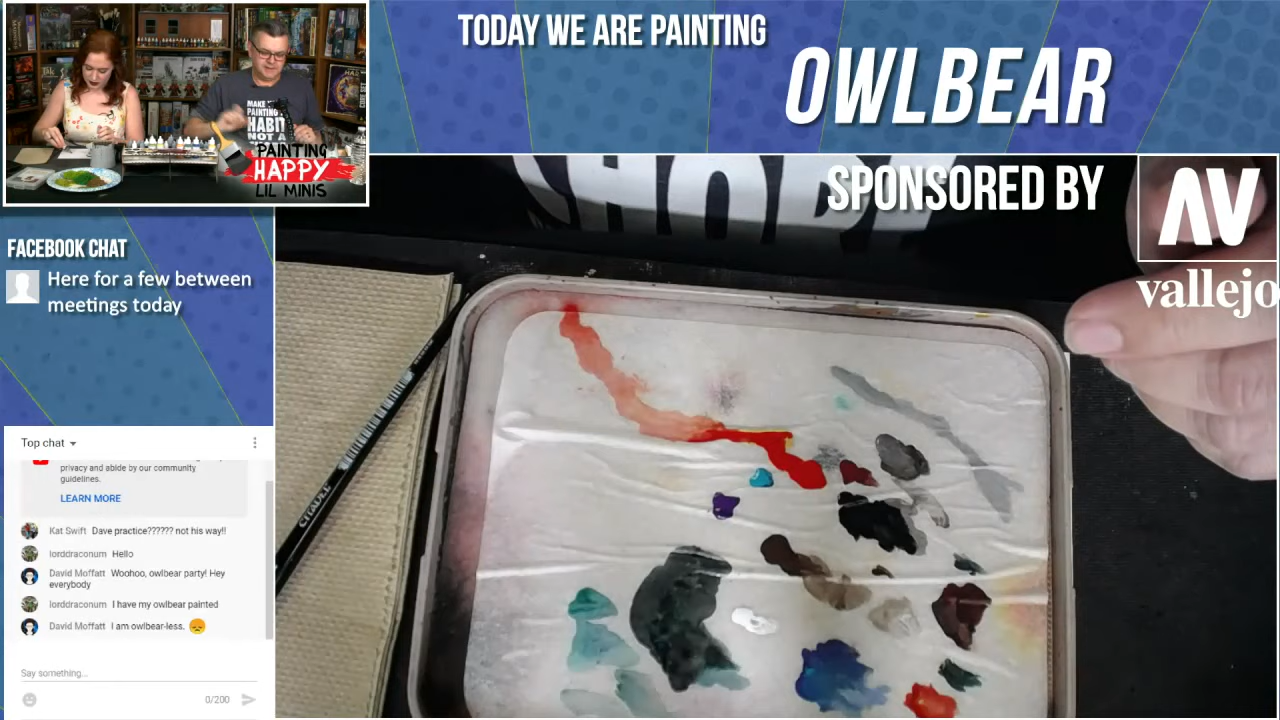 TODAY WE ARE PAINTING
OWLBEAR
SPONSORED BY
AV
vallejo
MAKE
PAINTING
HABIT
NOT A
PAINTING
HAPPY
LIL MINIS
FACEBOOK CHAT
Here for a few between
meetings today
Top chat
privacy and abide by our community
guidelines.
LEARN MORE
Kat Swift Dave practice?????? not his way!!
lorddraconum Hello
David Moffatt Woohoo, owlbear party! Hey
everybody
lorddraconum I have my owlbear painted
David Moffatt I am owlbear-less. 😞
Say something...
0/200
CITADEL